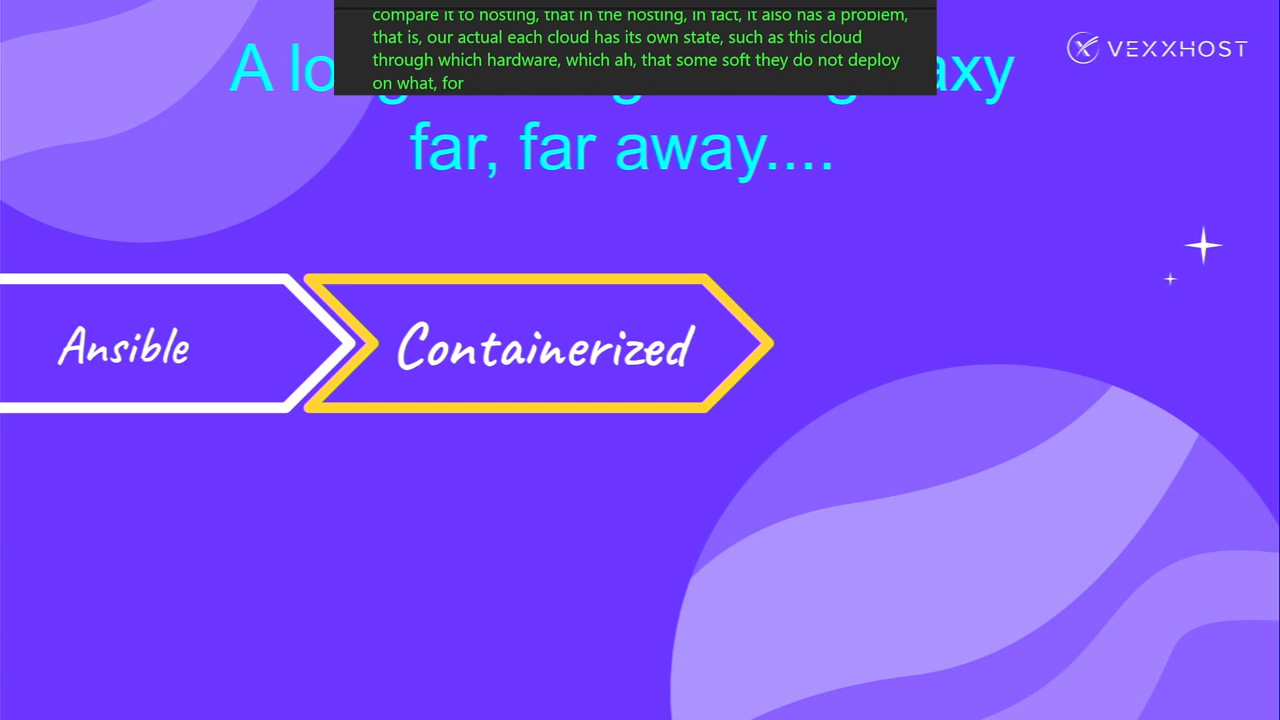 compare it to hosting, that in the hosting, in fact, it also has a problem,
that is, our actual each cloud has its own state, such as this cloud
through which hardware, which ah, that some soft they do not deploy
on what, for
VEXXHOST
A
far, far away....
Ansible
Containerized